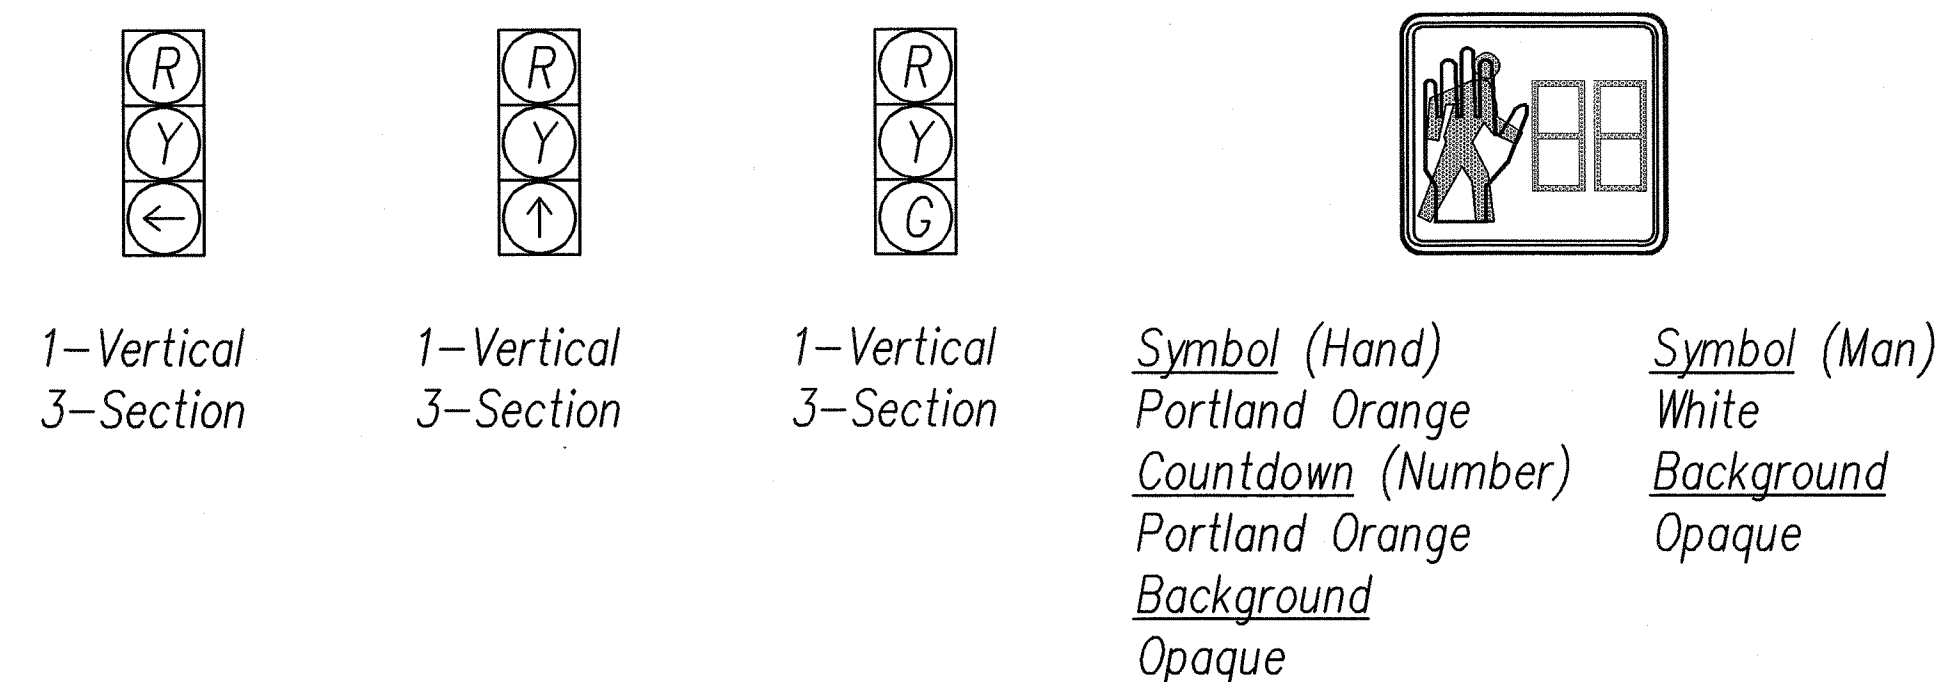 R
Y
←
R
Y
↑
R
Y
G
1-Vertical
3-Section
1-Vertical
3-Section
1-Vertical
3-Section
Symbol (Hand)
Portland Orange
Countdown (Number)
Portland Orange
Background
Opaque
Symbol (Man)
White
Background
Opaque